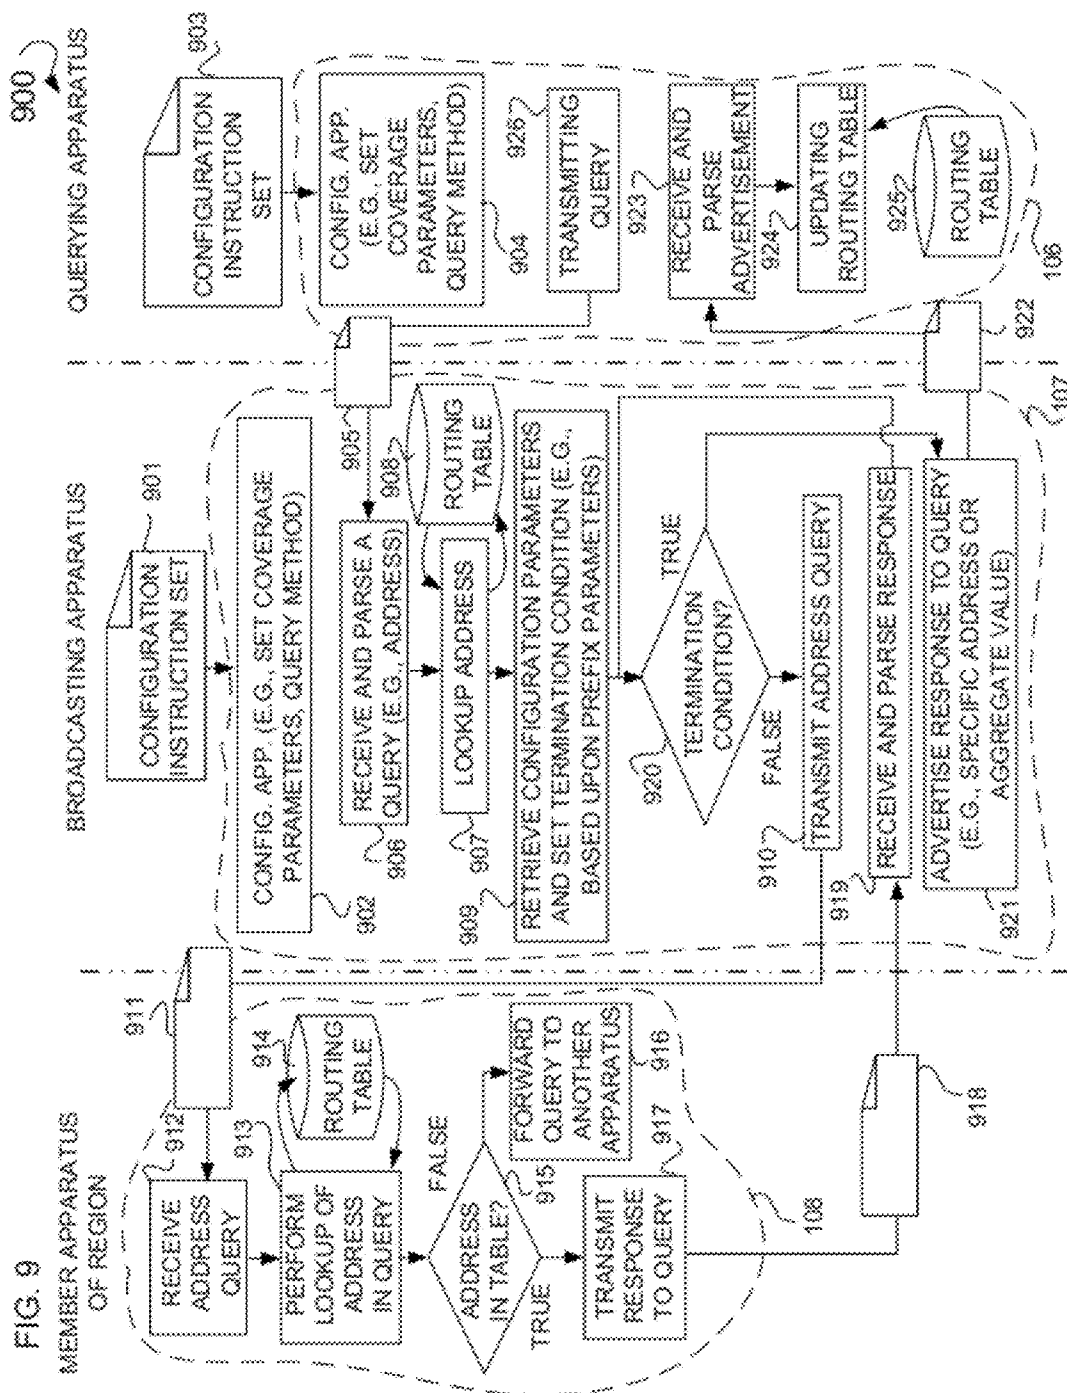 FIG. 9
900
MEMBER APPARATUS
OF REGION
911
912
RECEIVE
ADDRESS
QUERY
913
914
PERFORM
LOOKUP OF
ADDRESS
IN QUERY
ROUTING
TABLE
ADDRESS
IN TABLE?
915
FALSE
TRUE
FORWARD
QUERY TO
ANOTHER
APPARATUS
916
TRANSMIT
RESPONSE
TO QUERY
917
108
918
BROADCASTING APPARATUS
CONFIGURATION
INSTRUCTION SET
901
CONFIG. APP. (E.G., SET COVERAGE
PARAMETERS, QUERY METHOD)
902
905
RECEIVE AND PARSE A
QUERY (E.G., ADDRESS)
906
908
ROUTING
TABLE
LOOKUP ADDRESS
907
RETRIEVE CONFIGURATION PARAMETERS
AND SET TERMINATION CONDITION (E.G.,
BASED UPON PREFIX PARAMETERS)
909
TERMINATION
CONDITION?
920
TRUE
FALSE
TRANSMIT ADDRESS QUERY
910
RECEIVE AND PARSE RESPONSE
919
ADVERTISE RESPONSE TO QUERY
(E.G., SPECIFIC ADDRESS OR
AGGREGATE VALUE)
921
107
QUERYING APPARATUS
CONFIGURATION
INSTRUCTION
SET
903
CONFIG. APP.
(E.G., SET
COVERAGE
PARAMETERS,
QUERY METHOD)
904
TRANSMITTING
QUERY
926
RECEIVE AND
PARSE
ADVERTISEMENT
923
UPDATING
ROUTING TABLE
924
ROUTING
TABLE
925
106
922